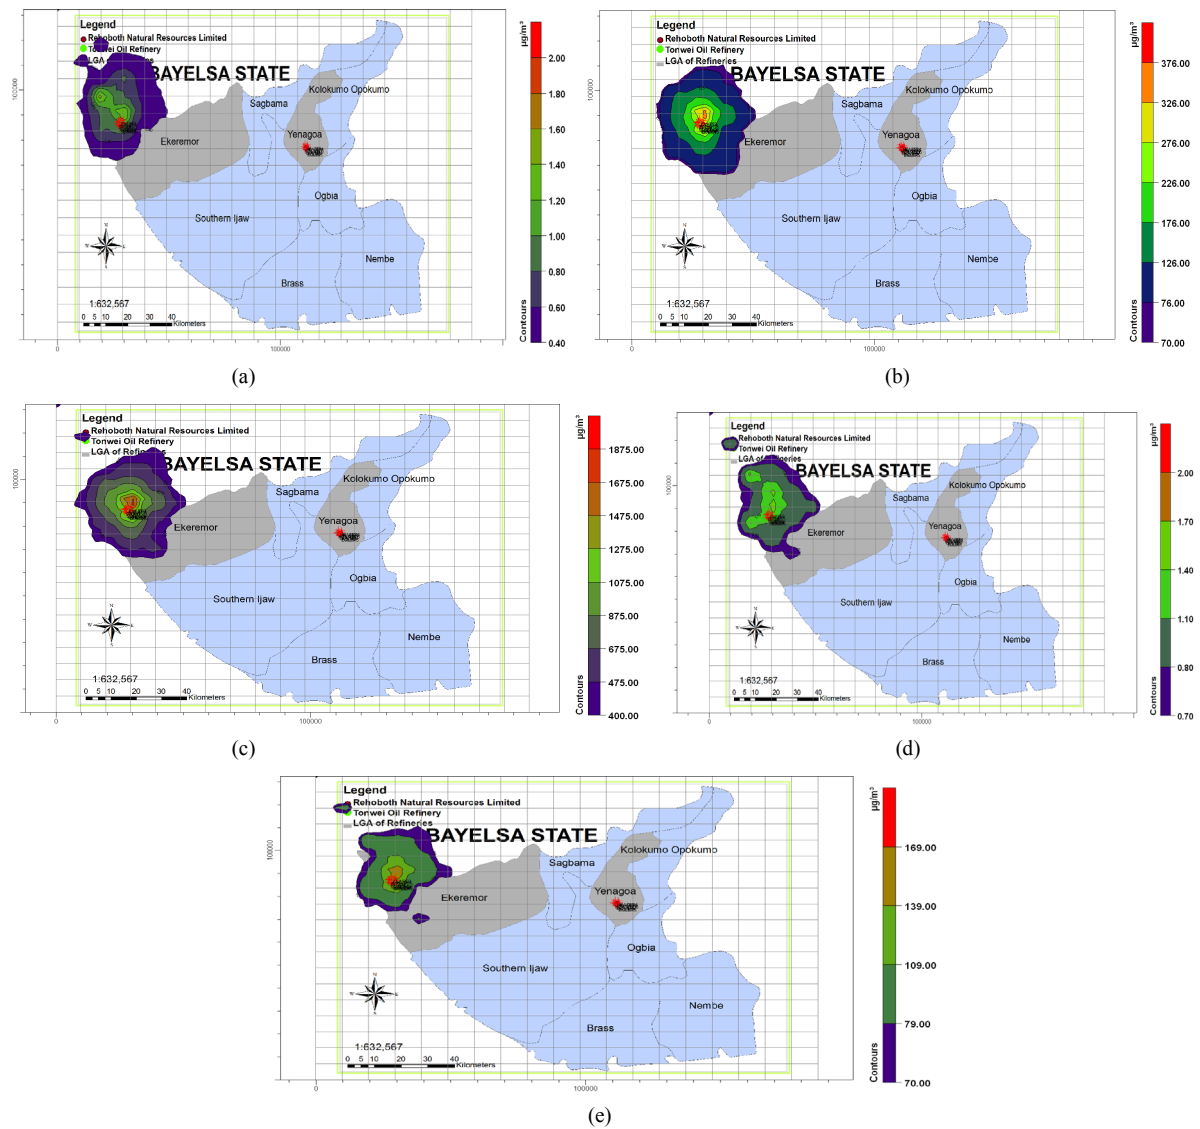 Legend
Rehoboth Natural Resources Limited
Tonwei Oil Refinery
LGA of Refineries
BAYELSA STATE
Kolokumo Opokumo
Sagbama
Yenagoa
Ekeremor
Ogbia
Southern Ijaw
Nembe
Brass
1:632,567
0 5 10 20 30 40 Kilometers
100000
0 100000
µg/m³
2.00
1.80
1.60
1.40
1.20
1.00
0.80
0.60
0.40
Contours
(a)
Legend
Rehoboth Natural Resources Limited
Tonwei Oil Refinery
LGA of Refineries
BAYELSA STATE
Kolokumo Opokumo
Sagbama
Yenagoa
Ekeremor
Ogbia
Southern Ijaw
Nembe
Brass
1:632,567
0 5 10 20 30 40 Kilometers
100000
0 100000
µg/m³
376.00
326.00
276.00
226.00
176.00
126.00
76.00
70.00
Contours
(b)
Legend
Rehoboth Natural Resources Limited
Tonwei Oil Refinery
LGA of Refineries
BAYELSA STATE
Kolokumo Opokumo
Sagbama
Yenagoa
Ekeremor
Ogbia
Southern Ijaw
Nembe
Brass
1:632,567
0 5 10 20 30 40 Kilometers
100000
0 100000
µg/m³
1875.00
1675.00
1475.00
1275.00
1075.00
875.00
675.00
475.00
400.00
Contours
(c)
Legend
Rehoboth Natural Resources Limited
Tonwei Oil Refinery
LGA of Refineries
BAYELSA STATE
Kolokumo Opokumo
Sagbama
Yenagoa
Ekeremor
Ogbia
Southern Ijaw
Nembe
Brass
1:632,567
0 5 10 20 30 40 Kilometers
100000
0 100000
µg/m³
2.00
1.70
1.40
1.10
0.80
0.70
Contours
(d)
Legend
Rehoboth Natural Resources Limited
Tonwei Oil Refinery
LGA of Refineries
BAYELSA STATE
Kolokumo Opokumo
Sagbama
Yenagoa
Ekeremor
Ogbia
Southern Ijaw
Nembe
Brass
1:632,567
0 5 10 20 30 40 Kilometers
100000
0 100000
µg/m³
169.00
139.00
109.00
79.00
70.00
Contours
(e)